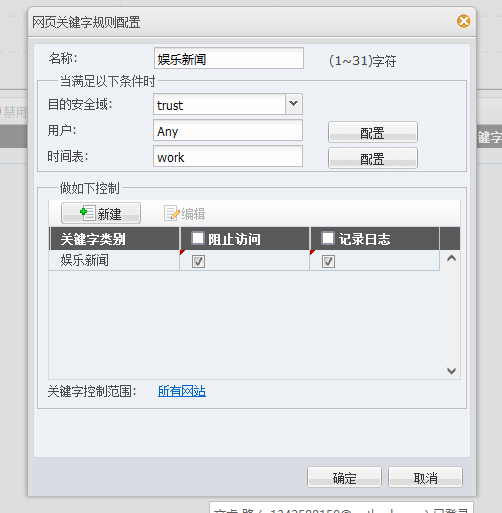 网页关键字规则配置
名称： 娱乐新闻 (1~31)字符
当满足以下条件时
禁用
目的安全域： trust
用户： Any 配置
键字
时间表： work 配置
做如下控制
新建 编辑
关键字类别 阻止访问 记录日志
娱乐新闻
关键字控制范围： 所有网站
确定 取消